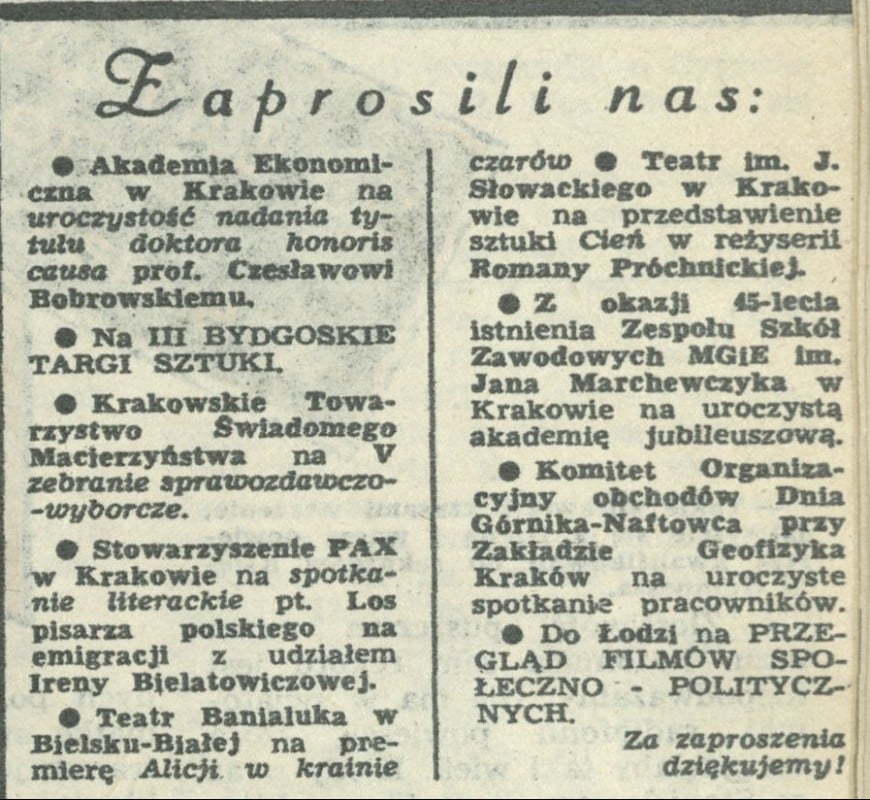 Zaprosili nas:
● Akademia Ekonomi-
czna w Krakowie na
uroczystość nadania ty-
tułu doktora honoris
causa prof. Czesławowi
Bobrowskiemu.
● Na III BYDGOSKIE
TARGI SZTUKI.
● Krakowskie Towa-
rzystwo Świadomego
Macierzyństwa na V
zebranie sprawozdawczo-
-wyborcze.
● Stowarzyszenie PAX
w Krakowie na spotka-
nie literackie pt. Los
pisarza polskiego na
emigracji z udziałem
Ireny Bielatowiczowej.
● Teatr Banialuka w
Bielsku-Białej na pre-
mierę Alicji w krainie
czarów ● Teatr im. J.
Słowackiego w Krako-
wie na przedstawienie
sztuki Cień w reżyserii
Romany Próchnickiej.
● Z okazji 45-lecia
istnienia Zespołu Szkół
Zawodowych MGiE im.
Jana Marchewczyka w
Krakowie na uroczystą
akademię jubileuszową.
● Komitet Organiza-
cyjny obchodów Dnia
Górnika-Naftowca przy
Zakładzie Geofizyka
Kraków na uroczyste
spotkanie pracowników.
● Do Łodzi na PRZE-
GLĄD FILMÓW SPO-
ŁECZNO - POLITYCZ-
NYCH.
Za zaproszenia
dziękujemy!